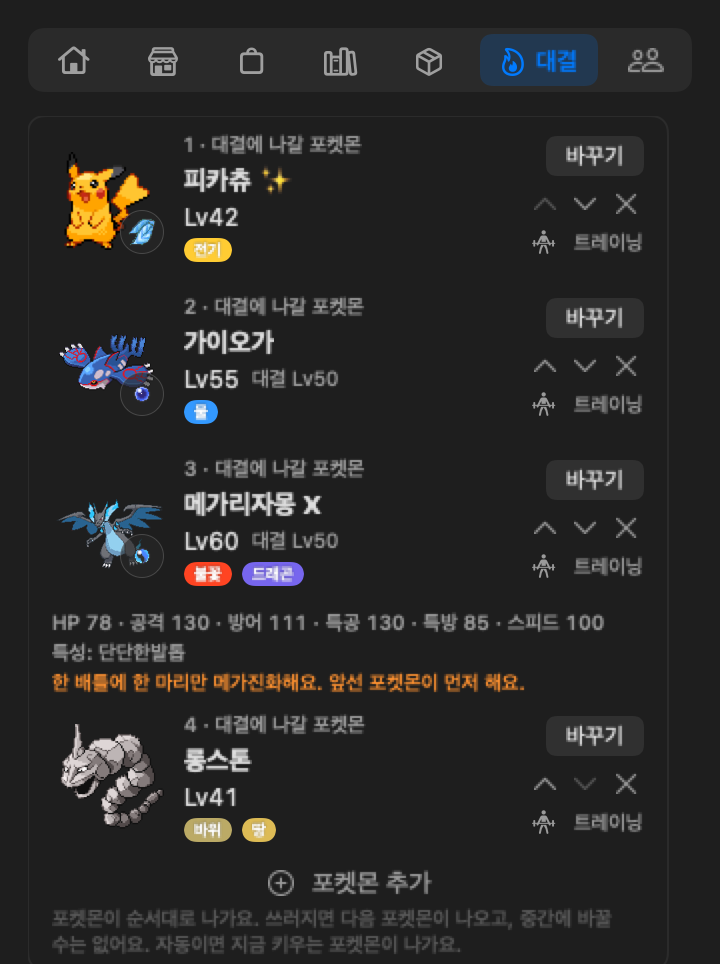 대결
1 · 대결에 나갈 포켓몬
바꾸기
피카츄 ✨
Lv42
전기
트레이닝
2 · 대결에 나갈 포켓몬
바꾸기
가이오가
Lv55 대결 Lv50
물
트레이닝
3 · 대결에 나갈 포켓몬
바꾸기
메가리자몽 X
Lv60 대결 Lv50
불꽃 드래곤
트레이닝
HP 78 · 공격 130 · 방어 111 · 특공 130 · 특방 85 · 스피드 100
특성: 단단한발톱
한 배틀에 한 마리만 메가진화해요. 앞선 포켓몬이 먼저 해요.
4 · 대결에 나갈 포켓몬
바꾸기
롱스톤
Lv41
바위 땅
트레이닝
포켓몬 추가
포켓몬이 순서대로 나가요. 쓰러지면 다음 포켓몬이 나오고, 중간에 바꿀
수는 없어요. 자동이면 지금 키우는 포켓몬이 나가요.